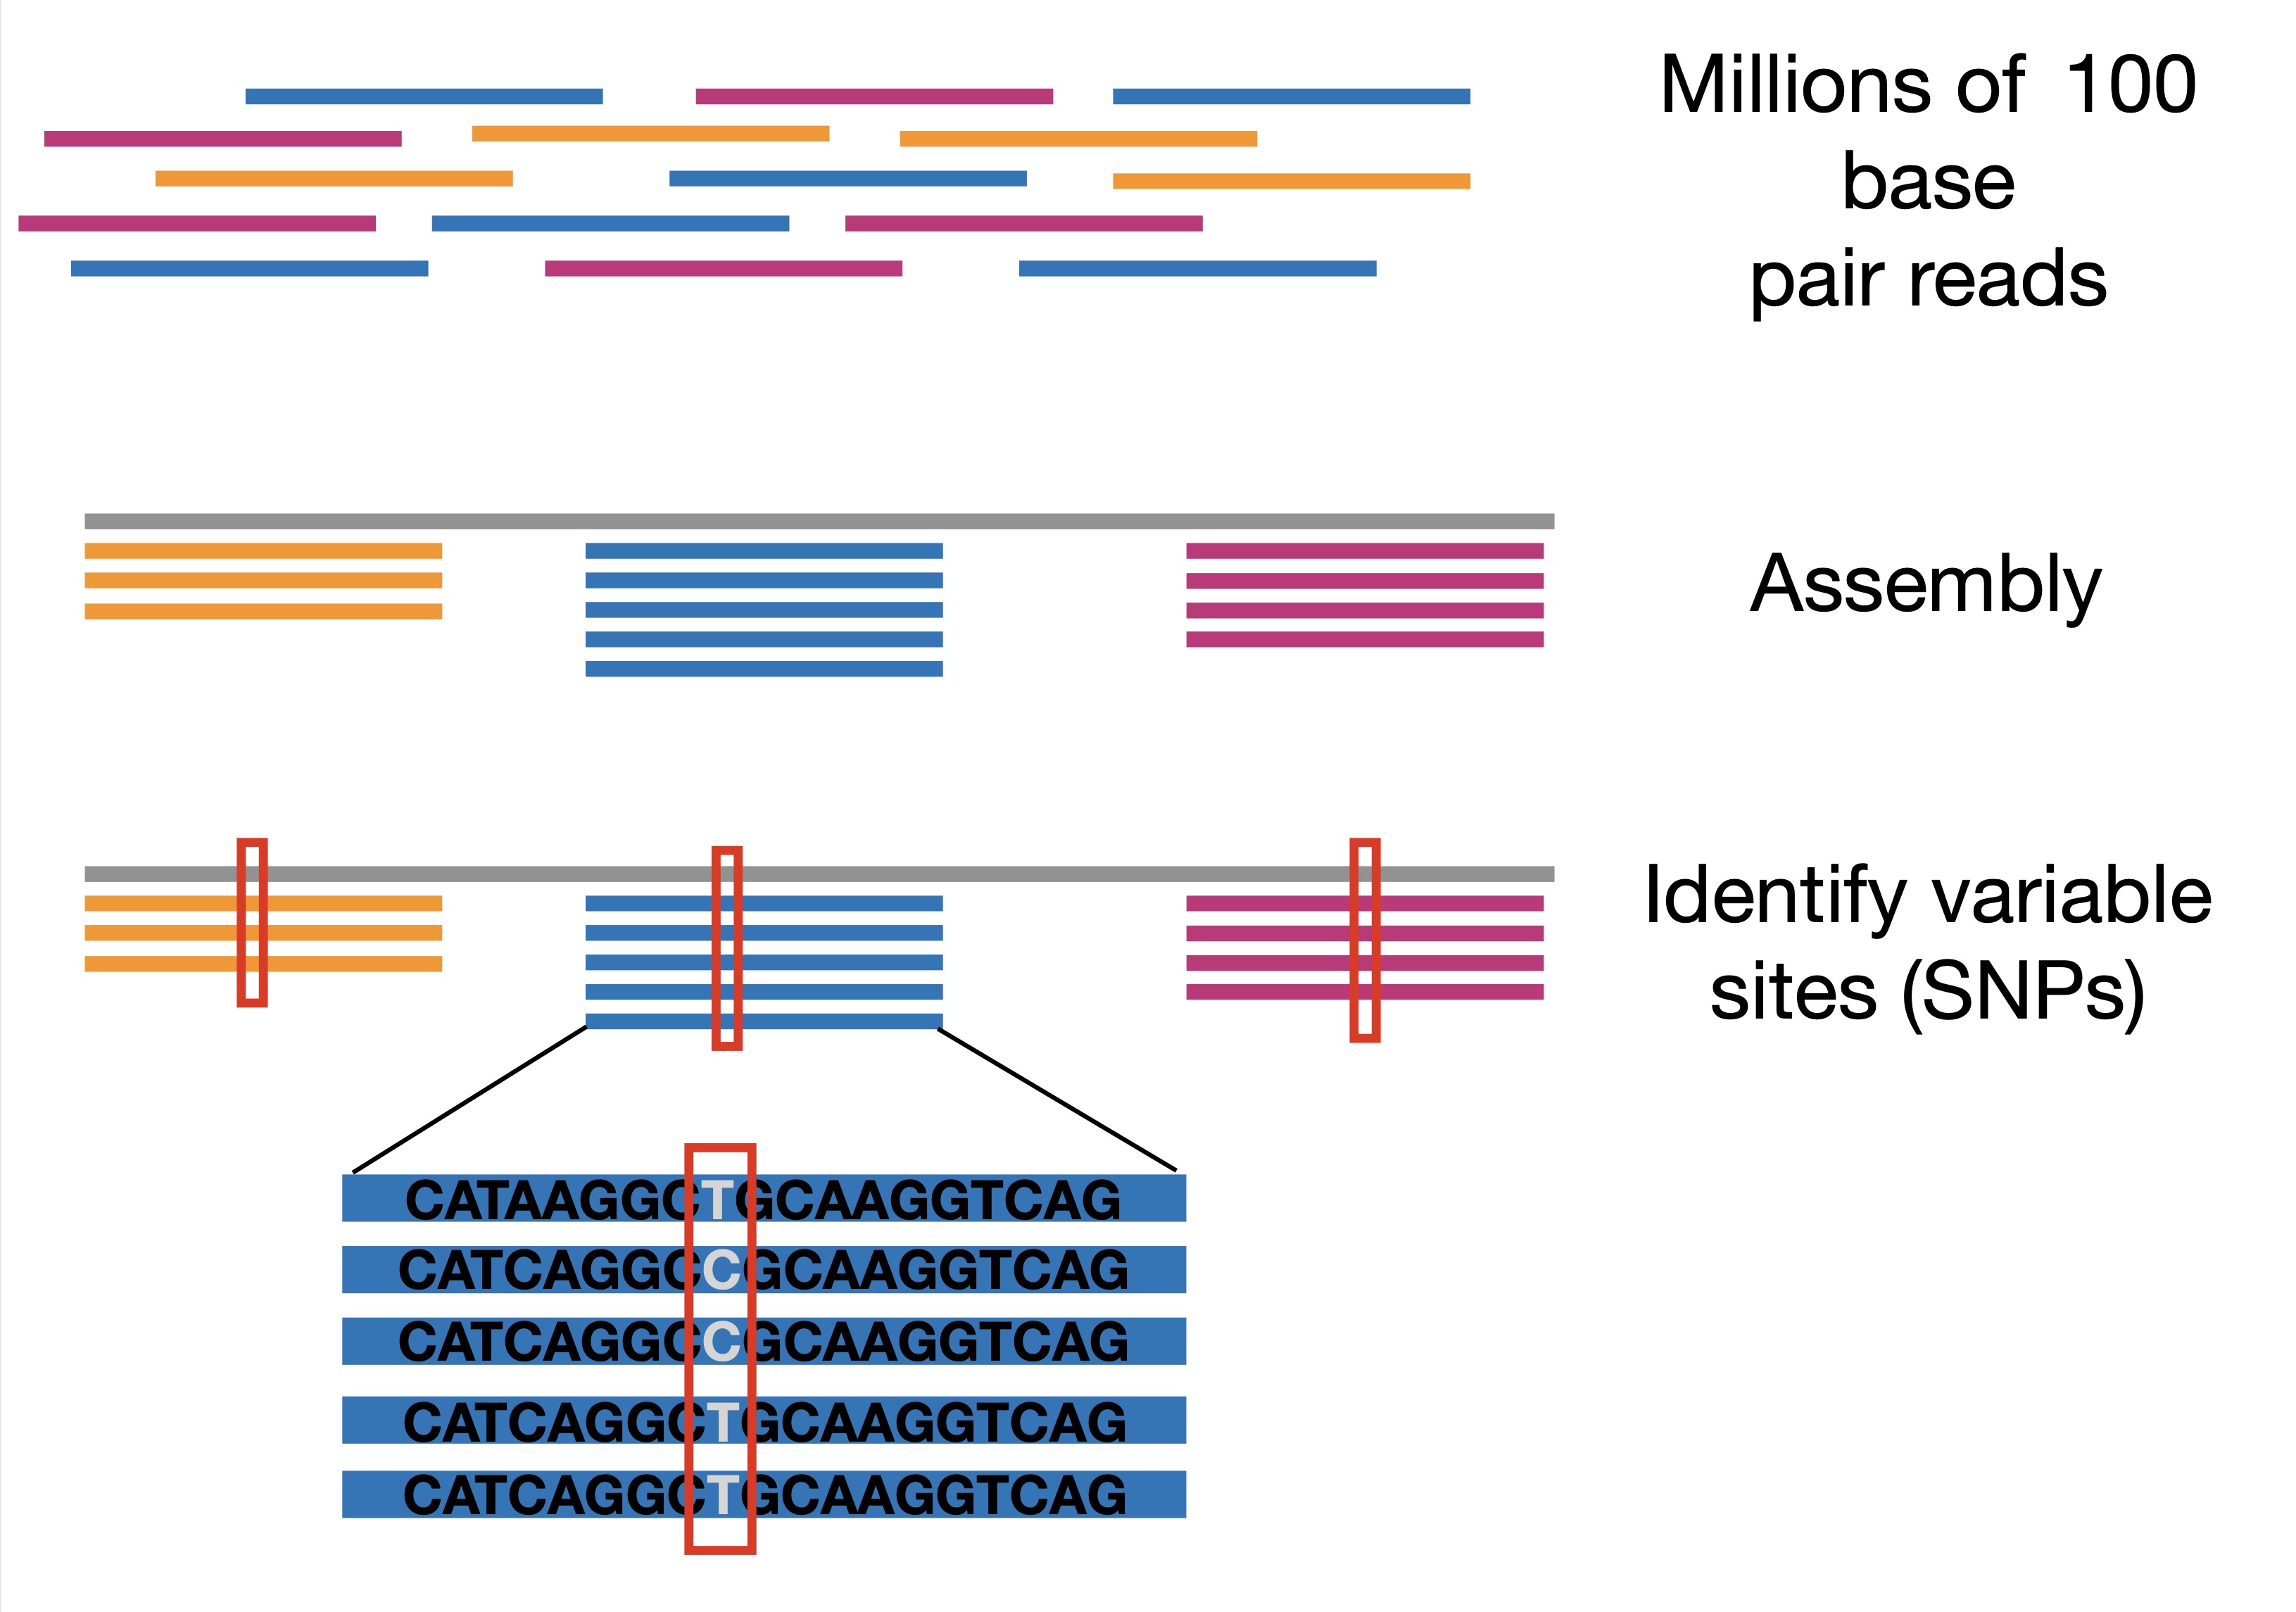 Millions of 100
base
pair reads
Assembly
Identify variable
sites (SNPs)
CATAAGGCTGCAAGGTCAG
CATCAGGCCGCAAGGTCAG
CATCAGGCCGCAAGGTCAG
CATCAGGCTGCAAGGTCAG
CATCAGGCTGCAAGGTCAG